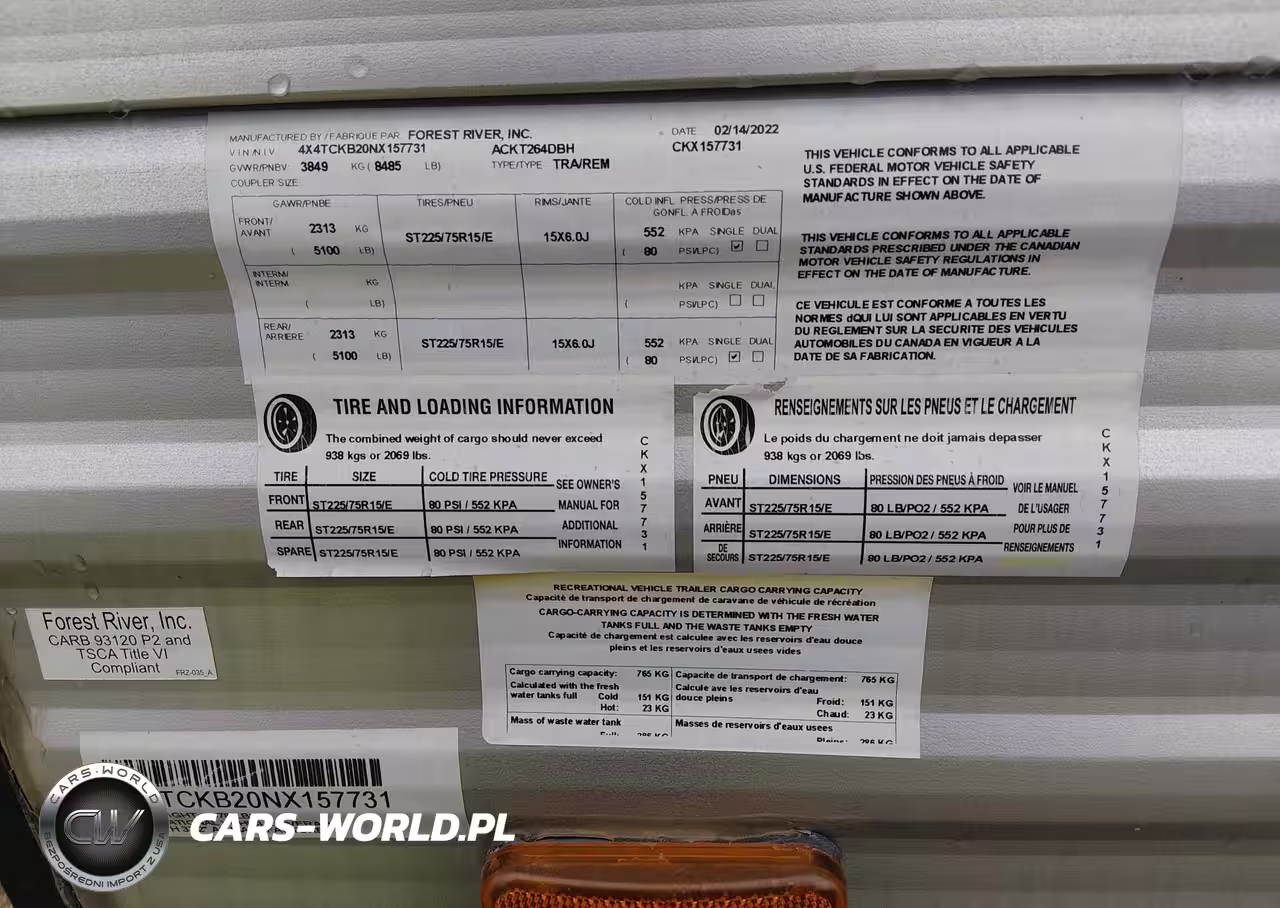 MANUFACTURED BY / FABRIQUE PAR FOREST RIVER, INC.
DATE 02/14/2022
VIN/NIV 4X4TCKB20NX157731 ACKT264DBH CKX157731
GVWR/PNBV 3849 KG ( 8485 LB) TYPE/TYPE TRA/REM
COUPLER SIZE
GAWR/PNBE TIRES/PNEU RIMS/JANTE COLD INFL PRESS/PRESS DE
GONFL A FROIDas
FRONT/
AVANT 2313 KG ST225/75R15/E 15X6.0J 552 KPA SINGLE DUAL
( 5100 LB) ( 80 PSI/LPC)
INTERM/
INTERM. KG KPA SINGLE DUAL
( LB) ( PSI/LPC)
REAR/
ARRIERE 2313 KG ST225/75R15/E 15X6.0J 552 KPA SINGLE DUAL
( 5100 LB) ( 80 PSI/LPC)
THIS VEHICLE CONFORMS TO ALL APPLICABLE
U.S. FEDERAL MOTOR VEHICLE SAFETY
STANDARDS IN EFFECT ON THE DATE OF
MANUFACTURE SHOWN ABOVE.
THIS VEHICLE CONFORMS TO ALL APPLICABLE
STANDARDS PRESCRIBED UNDER THE CANADIAN
MOTOR VEHICLE SAFETY REGULATIONS IN
EFFECT ON THE DATE OF MANUFACTURE.
CE VEHICULE EST CONFORME A TOUTES LES
NORMES dQUI LUI SONT APPLICABLES EN VERTU
DU REGLEMENT SUR LA SECURITE DES VEHICULES
AUTOMOBILES DU CANADA EN VIGUEUR A LA
DATE DE SA FABRICATION.
TIRE AND LOADING INFORMATION
The combined weight of cargo should never exceed
938 kgs or 2069 lbs.
TIRE SIZE COLD TIRE PRESSURE
FRONT ST225/75R15/E 80 PSI / 552 KPA
REAR ST225/75R15/E 80 PSI / 552 KPA
SPARE ST225/75R15/E 80 PSI / 552 KPA
SEE OWNER'S
MANUAL FOR
ADDITIONAL
INFORMATION
CKX157731
RENSEIGNEMENTS SUR LES PNEUS ET LE CHARGEMENT
Le poids du chargement ne doit jamais depasser
938 kgs or 2069 lbs.
PNEU DIMENSIONS PRESSION DES PNEUS À FROID
AVANT ST225/75R15/E 80 LB/PO2 / 552 KPA
ARRIÈRE ST225/75R15/E 80 LB/PO2 / 552 KPA
DE
SECOURS ST225/75R15/E 80 LB/PO2 / 552 KPA
VOIR LE MANUEL
DE L'USAGER
POUR PLUS DE
RENSEIGNEMENTS
CKX157731
RECREATIONAL VEHICLE TRAILER CARGO CARRYING CAPACITY
Capacité de transport de chargement de caravane de véhicule de récréation
CARGO-CARRYING CAPACITY IS DETERMINED WITH THE FRESH WATER
TANKS FULL AND THE WASTE TANKS EMPTY
Capacité de chargement est calculee avec les reservoirs d'eau douce
pleins et les reservoirs d'eaux usees vides
Cargo carrying capacity: 765 KG
Calculated with the fresh
water tanks full Cold 151 KG
Hot: 23 KG
Mass of waste water tank
Full: 286 KG
Capacite de transport de chargement: 765 KG
Calcule ave les reservoirs d'eau
douce pleins
Froid: 151 KG
Chaud: 23 KG
Masses de reservoirs d'eaux usees
Pleins: 286 KG
Forest River, Inc.
CARB 93120 P2 and
TSCA Title VI
Compliant
FRZ-035_A
TCKB20NX157731
CARS-WORLD
CW
BEZPOŚREDNI IMPORT Z USA
CARS-WORLD.PL